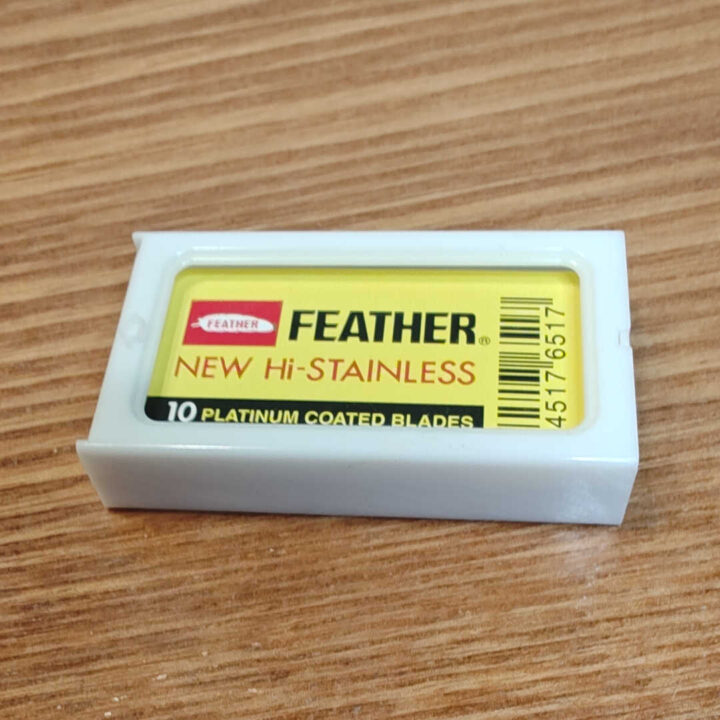 FEATHER
FEATHER®
NEW Hi-STAINLESS
10 PLATINUM COATED BLADES
4517 6517